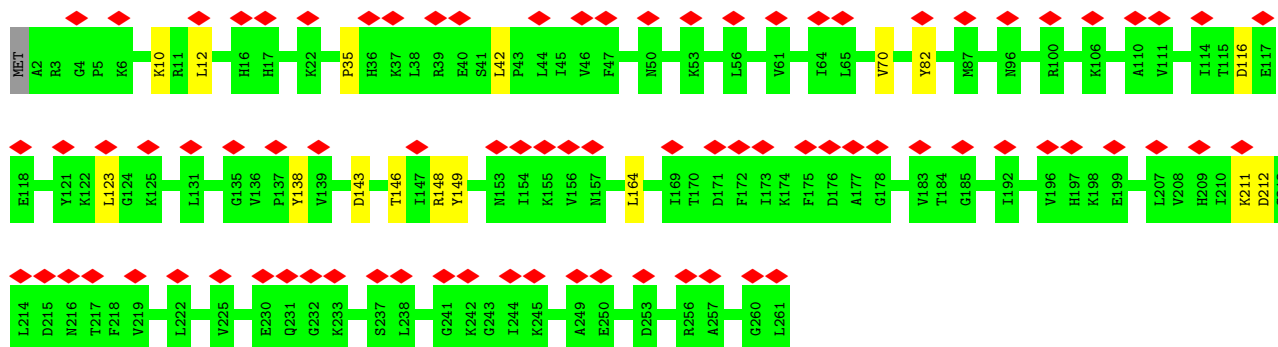 MET A2 R3 G4 P5 K6 K10 R11 L12 H16 H17 K22 P35 H36 K37 L38 R39 E40 S41 L42 P43 L44 I45 V46 F47 N50 K53 L56 V61 I64 L65 V70 Y82 M87 N96 R100 K106 A110 V111 I114 T115 D116 E117
E118 Y121 K122 L123 G124 K125 L131 G135 V136 P137 Y138 V139 D143 T146 I147 R148 Y149 N153 I154 K155 V156 N157 L164 I169 T170 D171 F172 I173 K174 F175 D176 A177 G178 V183 T184 G185 I192 V196 H197 K198 E199 L207 V208 H209 I210 K211 D212
L214 D215 N216 T217 F218 V219 L222 V225 E230 Q231 G232 K233 S237 L238 G241 K242 G243 I244 K245 A249 E250 D253 R256 A257 G260 L261